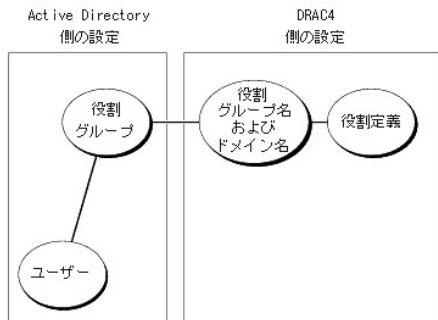 Active Directory
側の設定
DRAC4
側の設定
役割
グループ
役割
グループ名
および
ドメイン名
役割定義
ユーザー